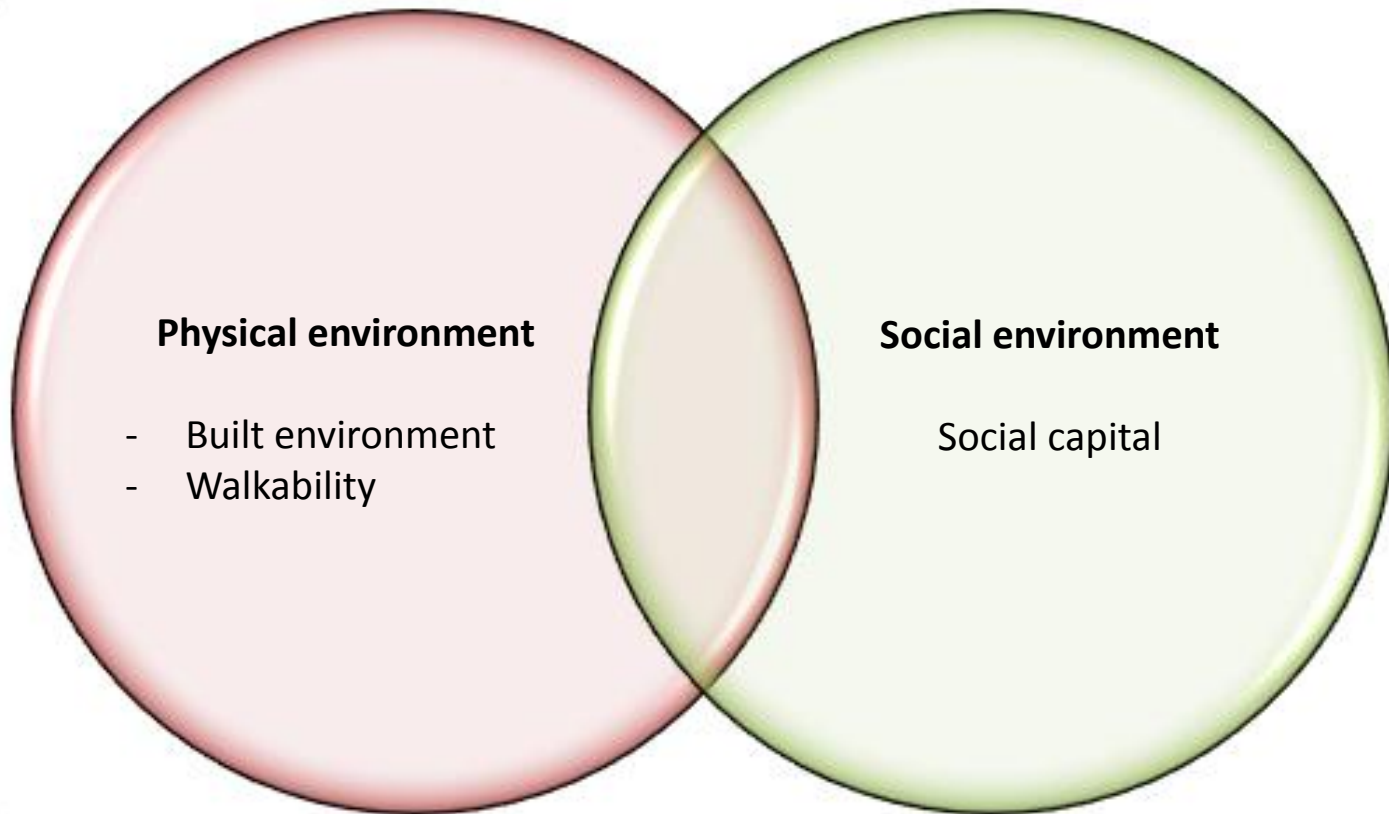 Physical environment
- Built environment
- Walkability
Social environment
Social capital